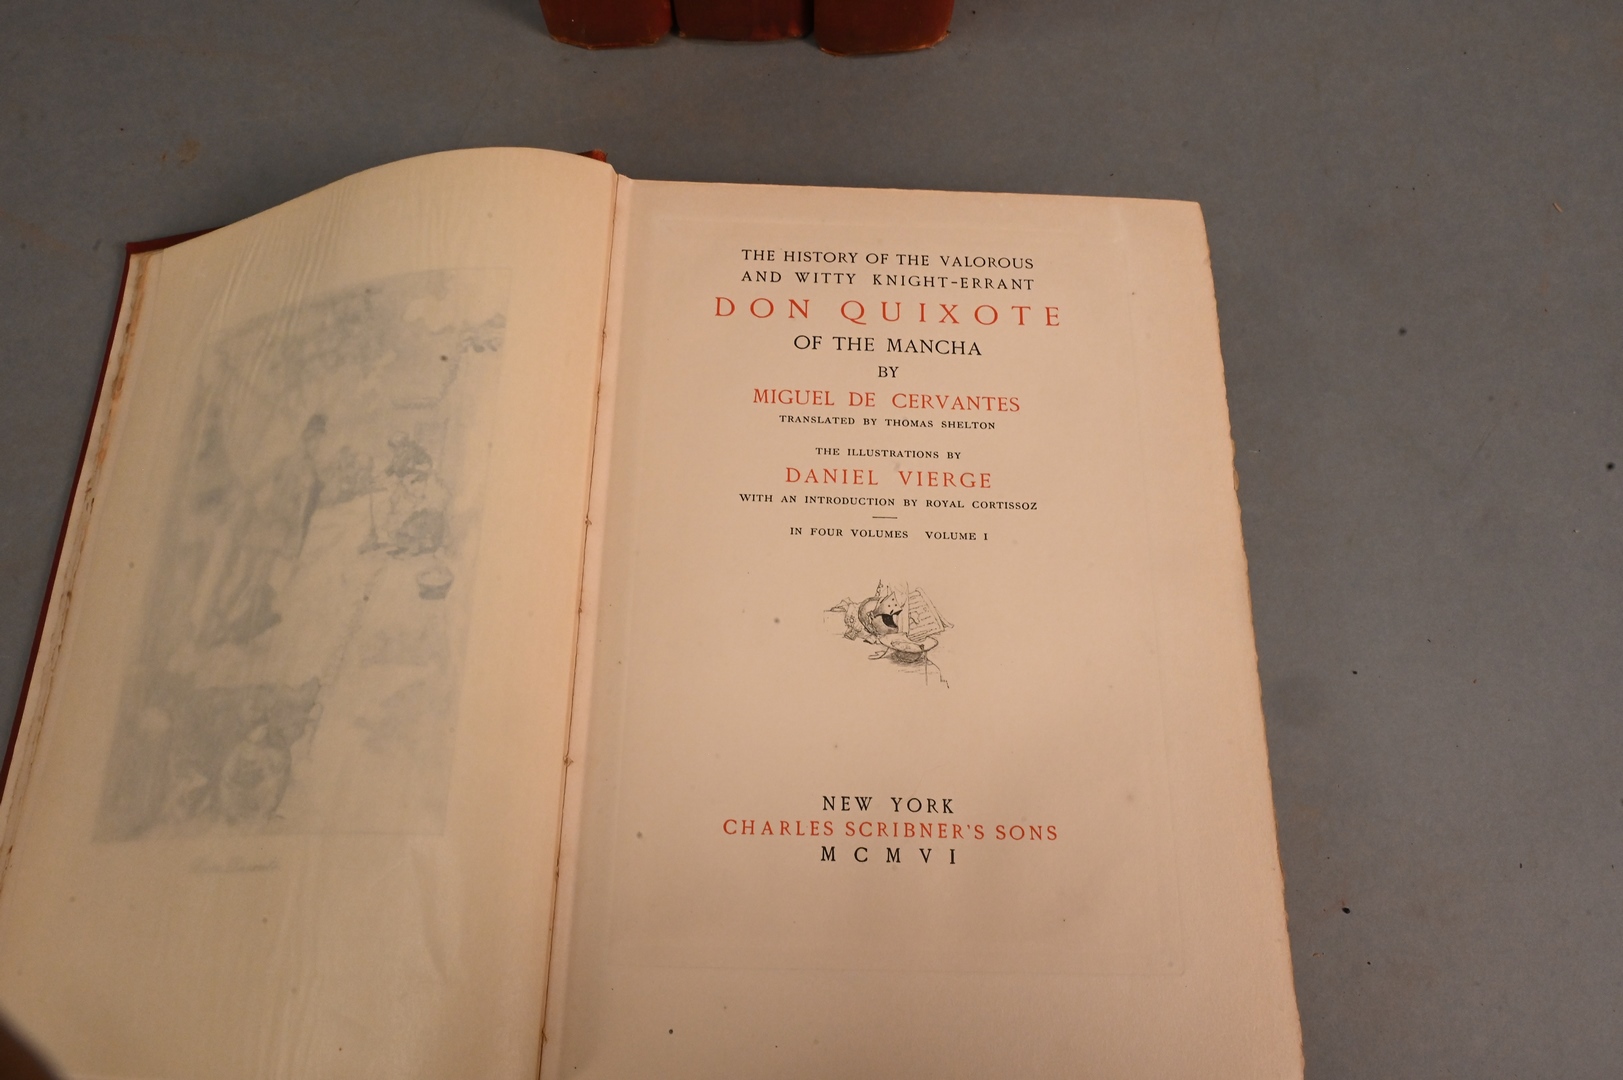 THE HISTORY OF THE VALOROUS
AND WITTY KNIGHT-ERRANT
DON QUIXOTE
OF THE MANCHA
BY
MIGUEL DE CERVANTES
TRANSLATED BY THOMAS SHELTON
THE ILLUSTRATIONS BY
DANIEL VIERGE
WITH AN INTRODUCTION BY ROYAL CORTISSOZ
IN FOUR VOLUMES VOLUME I
NEW YORK
CHARLES SCRIBNER'S SONS
MCMVI